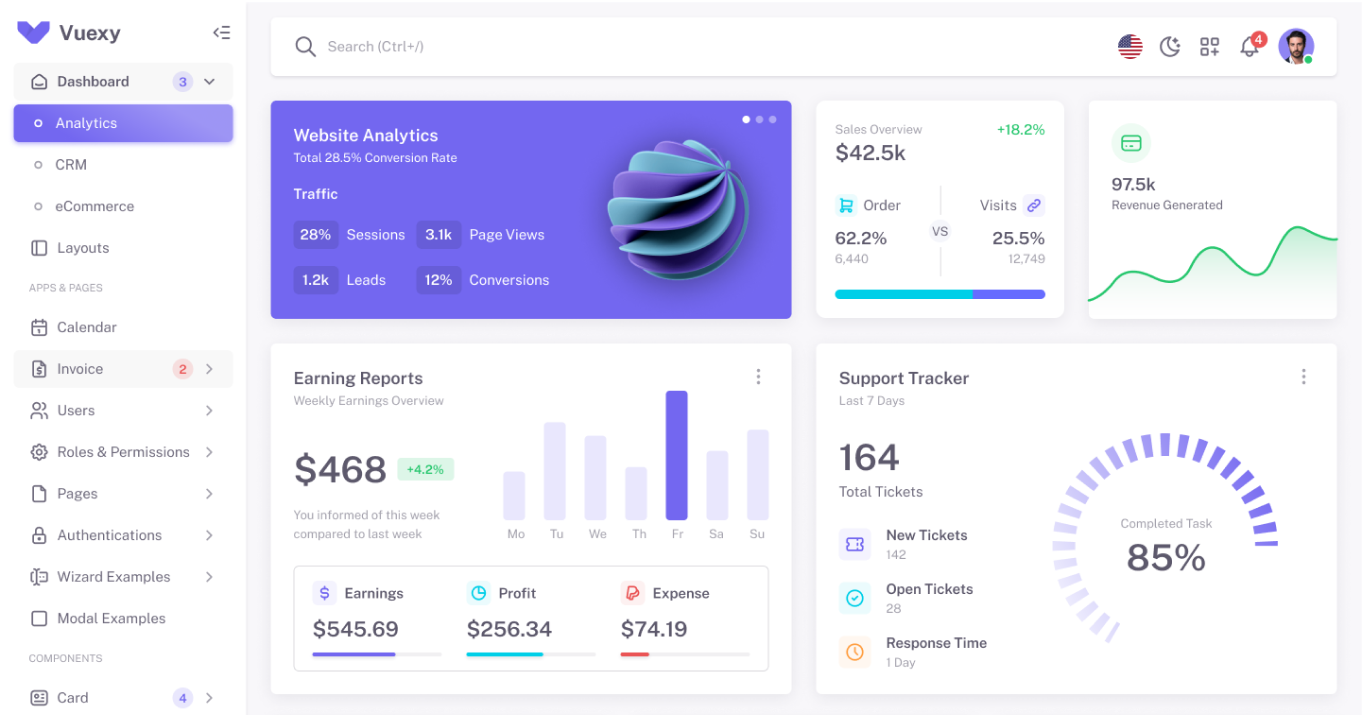 Vuexy
Dashboard 3
Analytics
CRM
eCommerce
Layouts
APPS & PAGES
Calendar
Invoice 2
Users
Roles & Permissions
Pages
Authentications
Wizard Examples
Modal Examples
COMPONENTS
Card 4
Search (Ctrl+/)
4
Website Analytics
Total 28.5% Conversion Rate
Traffic
28% Sessions 3.1k Page Views
1.2k Leads 12% Conversions
Sales Overview +18.2%
$42.5k
Order Visits
VS
62.2% 25.5%
6,440 12,749
97.5k
Revenue Generated
Earning Reports
Weekly Earnings Overview
$468 +4.2%
You informed of this week
compared to last week
Mo Tu We Th Fr Sa Su
Earnings Profit Expense
$545.69 $256.34 $74.19
Support Tracker
Last 7 Days
164
Total Tickets
New Tickets
142
Open Tickets
28
Response Time
1 Day
Completed Task
85%